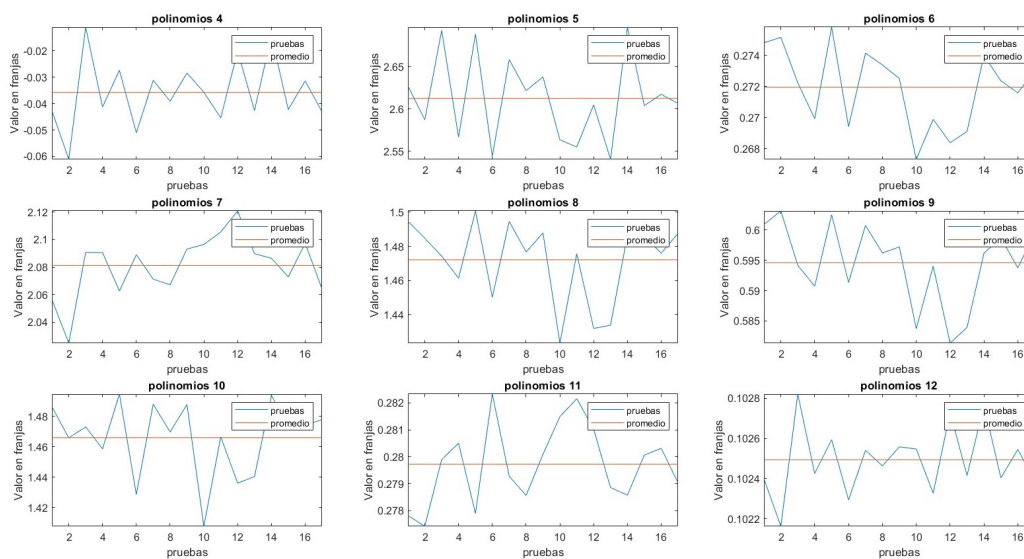 polinomios 4
-0.02
-0.03
-0.04
-0.05
-0.06
Valor en franjas
pruebas
promedio
2 4 6 8 10 12 14 16
pruebas
polinomios 5
2.65
2.6
2.55
Valor en franjas
pruebas
promedio
2 4 6 8 10 12 14 16
pruebas
polinomios 6
0.274
0.272
0.27
0.268
Valor en franjas
pruebas
promedio
2 4 6 8 10 12 14 16
pruebas
polinomios 7
2.12
2.1
2.08
2.06
2.04
Valor en franjas
pruebas
promedio
2 4 6 8 10 12 14 16
pruebas
polinomios 8
1.5
1.48
1.46
1.44
Valor en franjas
pruebas
promedio
2 4 6 8 10 12 14 16
pruebas
polinomios 9
0.6
0.595
0.59
0.585
Valor en franjas
pruebas
promedio
2 4 6 8 10 12 14 16
pruebas
polinomios 10
1.48
1.46
1.44
1.42
Valor en franjas
pruebas
promedio
2 4 6 8 10 12 14 16
pruebas
polinomios 11
0.282
0.281
0.28
0.279
0.278
Valor en franjas
pruebas
promedio
2 4 6 8 10 12 14 16
pruebas
polinomios 12
0.1028
0.1026
0.1024
0.1022
Valor en franjas
pruebas
promedio
2 4 6 8 10 12 14 16
pruebas